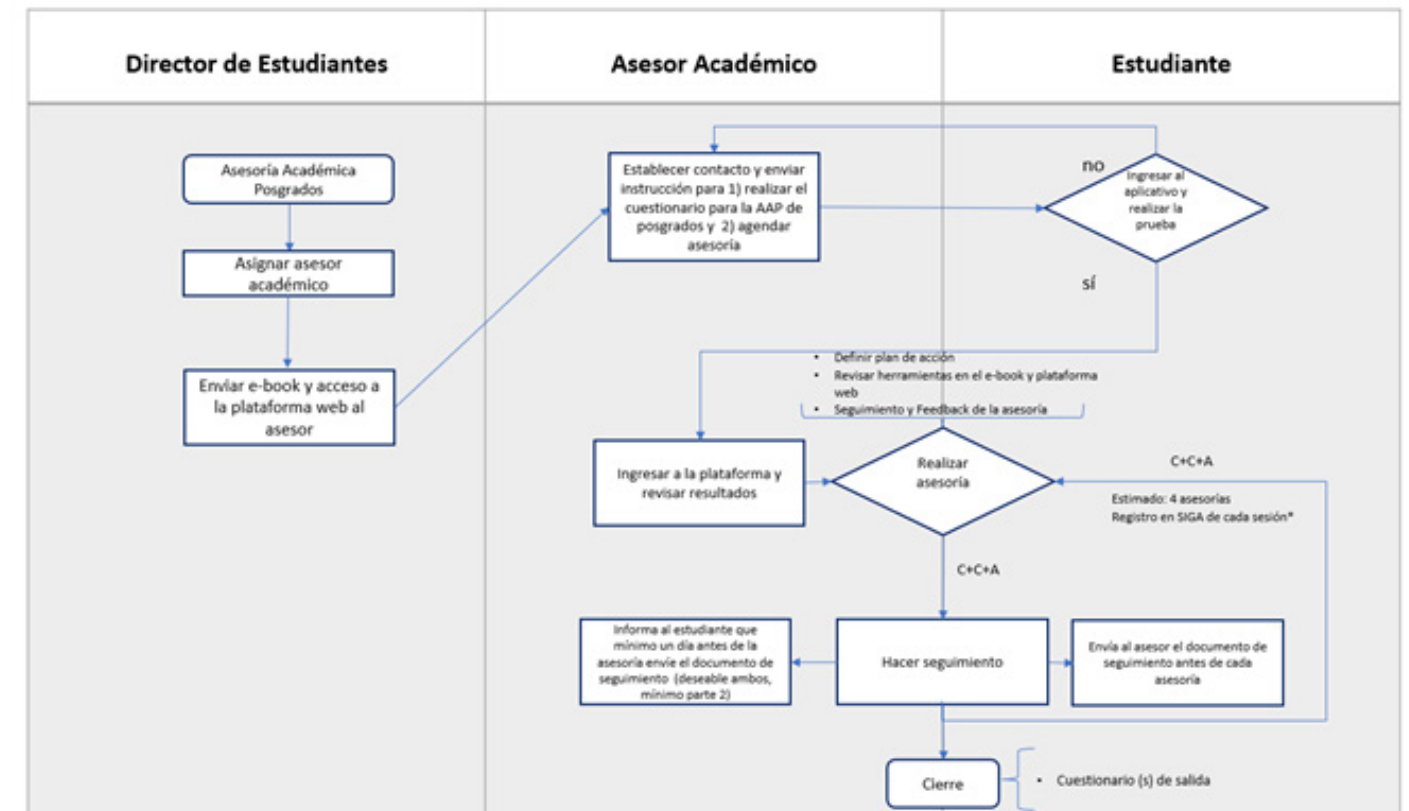 Director de Estudiantes
Asesor Académico
Estudiante
Asesoría Académica
Posgrados
Asignar asesor
académico
Enviar e-book y acceso a
la plataforma web al
asesor
Establecer contacto y enviar
instrucción para 1) realizar el
cuestionario para la AAP de
posgrados y 2) agendar
asesoría
no
Ingresar al
aplicativo y
realizar la
prueba
sí
• Definir plan de acción
• Revisar herramientas en el e-book y plataforma
web
• Seguimiento y Feedback de la asesoría
Ingresar a la plataforma y
revisar resultados
Realizar
asesoría
C+C+A
Estimado: 4 asesorías
Registro en SIGA de cada sesión*
C+C+A
Informa al estudiante que
mínimo un día antes de la
asesoría envíe el documento de
seguimiento (deseable ambos,
mínimo parte 2)
Hacer seguimiento
Envía al asesor el documento de
seguimiento antes de cada
asesoría
Cierre
• Cuestionario (s) de salida